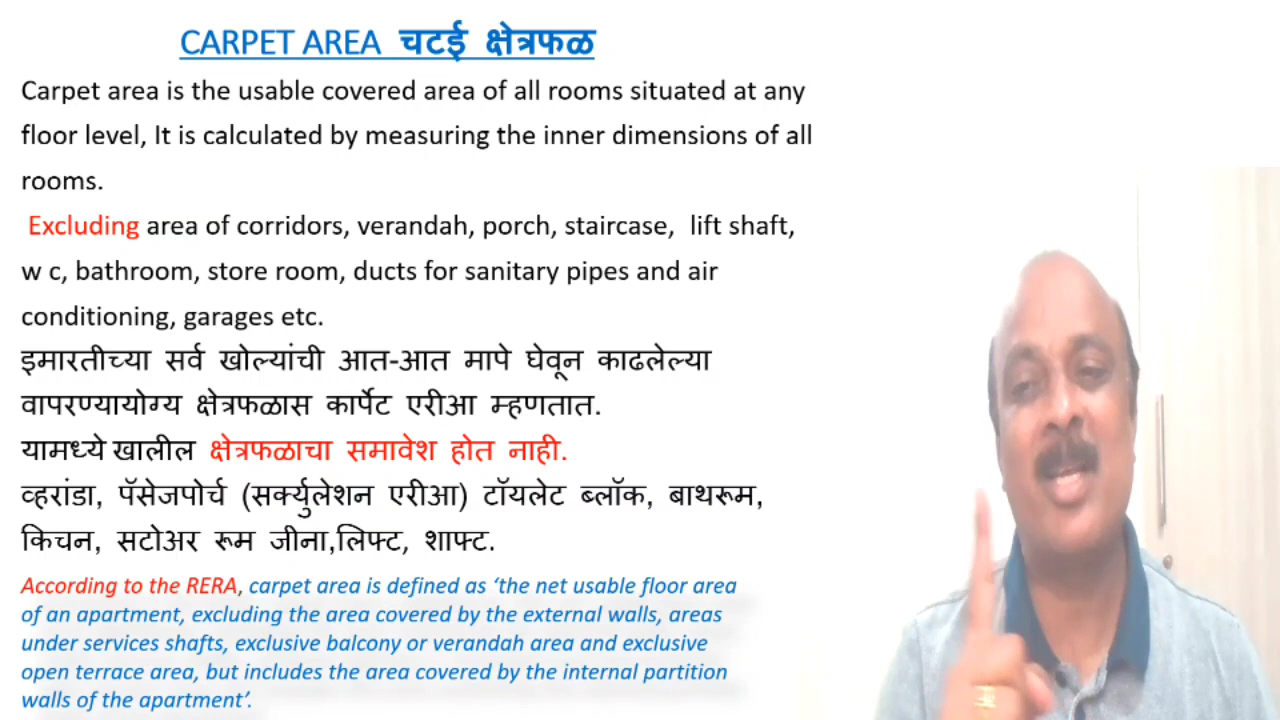 CARPET AREA चटई क्षेत्रफळ
Carpet area is the usable covered area of all rooms situated at any
floor level, It is calculated by measuring the inner dimensions of all
rooms.
Excluding area of corridors, verandah, porch, staircase, lift shaft,
w c, bathroom, store room, ducts for sanitary pipes and air
conditioning, garages etc.
इमारतीच्या सर्व खोल्यांची आत-आत मापे घेवून काढलेल्या
वापरण्यायोग्य क्षेत्रफळास कार्पेट एरीआ म्हणतात.
यामध्ये खालील क्षेत्रफळाचा समावेश होत नाही.
व्हरांडा, पॅसेजपोर्च (सर्क्युलेशन एरीआ) टॉयलेट ब्लॉक, बाथरूम,
किचन, सटोअर रूम जीना,लिफ्ट, शाफ्ट.
According to the RERA, carpet area is defined as ‘the net usable floor area
of an apartment, excluding the area covered by the external walls, areas
under services shafts, exclusive balcony or verandah area and exclusive
open terrace area, but includes the area covered by the internal partition
walls of the apartment’.